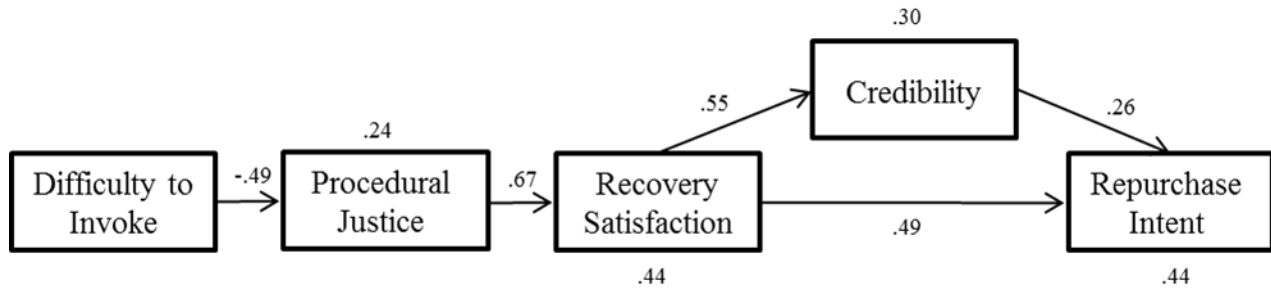 .30
Credibility
.55
.26
.24
Difficulty to
Invoke
-.49
Procedural
Justice
.67
Recovery
Satisfaction
.49
Repurchase
Intent
.44
.44